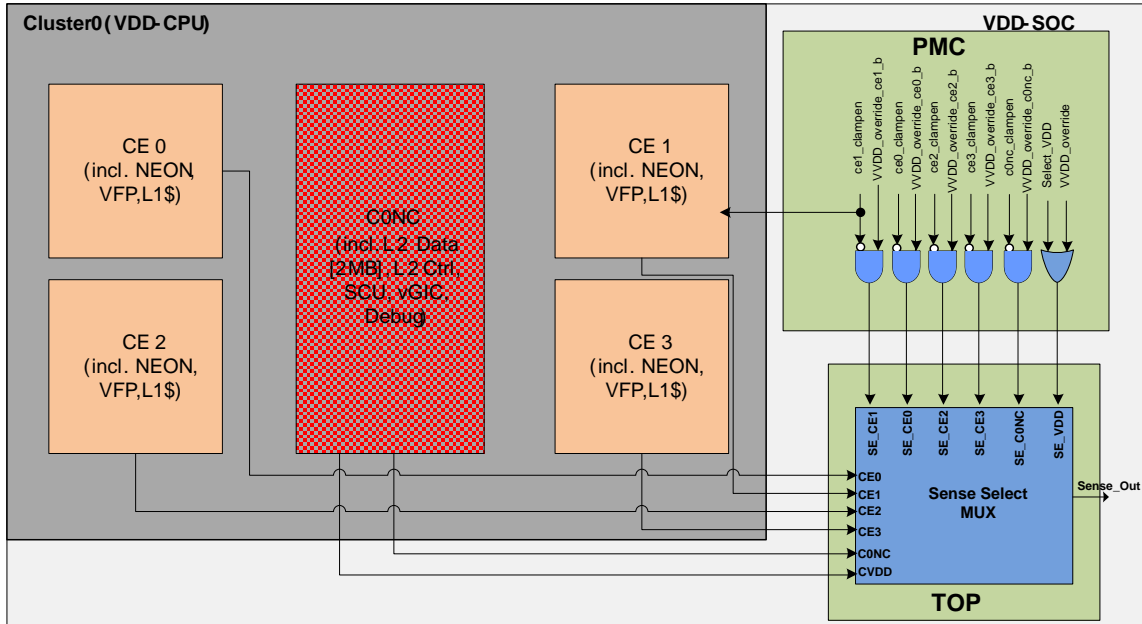 Cluster0 (VDD-CPU)
VDD-SOC
PMC
CE 0
(incl. NEON,
VFP,L1$)
C0NC
(incl. L2 Data
[2MB], L2 Ctrl,
SCU, vGIC,
Debug)
CE 1
(incl. NEON,
VFP,L1$)
CE 2
(incl. NEON,
VFP,L1$)
CE 3
(incl. NEON,
VFP,L1$)
ce1_clampen
VVDD_override_ce1_b
ce0_clampen
VVDD_override_ce0_b
ce2_clampen
VVDD_override_ce2_b
ce3_clampen
VVDD_override_ce3_b
c0nc_clampen
VVDD_override_c0nc_b
Select_VDD
VVDD_override
SE_CE1
SE_CE0
SE_CE2
SE_CE3
SE_C0NC
SE_VDD
CE0
CE1
CE2
CE3
C0NC
CVDD
Sense Select
MUX
Sense_Out
TOP